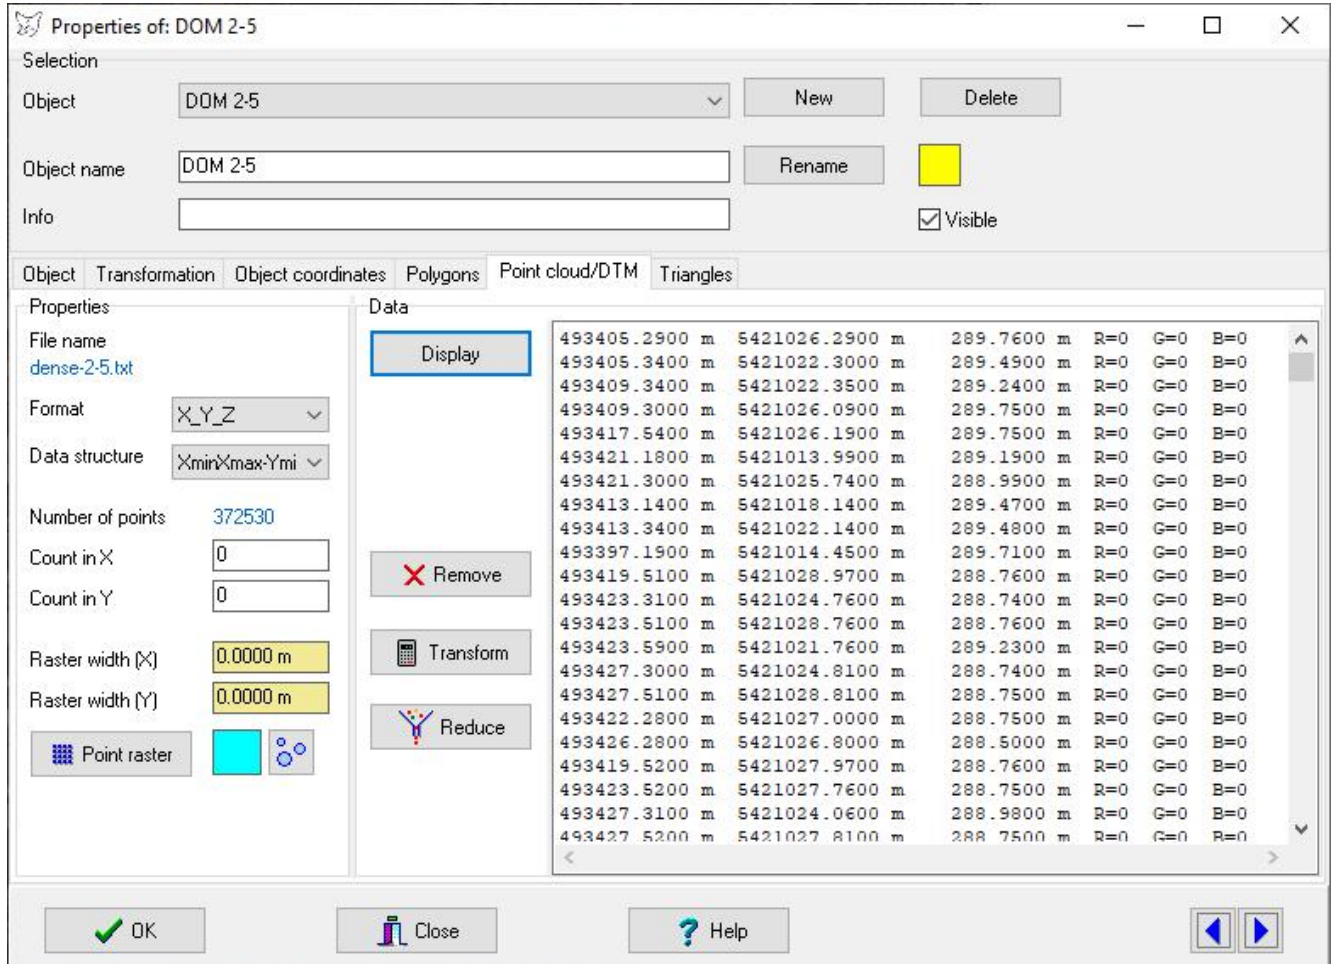 Properties of: DOM 2-5
Selection
Object DOM 2-5 New Delete
Object name DOM 2-5 Rename
Info Visible
Object Transformation Object coordinates Polygons Point cloud/DTM Triangles
Properties
File name
dense-2-5.txt
Format X_Y_Z
Data structure XminXmax-Ymi
Number of points 372530
Count in X 0
Count in Y 0
Raster width (X) 0.0000 m
Raster width (Y) 0.0000 m
Point raster
Data
Display
Remove
Transform
Reduce
493405.2900 m 5421026.2900 m 289.7600 m R=0 G=0 B=0
493405.3400 m 5421022.3000 m 289.4900 m R=0 G=0 B=0
493409.3400 m 5421022.3500 m 289.2400 m R=0 G=0 B=0
493409.3000 m 5421026.0900 m 289.7500 m R=0 G=0 B=0
493417.5400 m 5421026.1900 m 289.7500 m R=0 G=0 B=0
493421.1800 m 5421013.9900 m 289.1900 m R=0 G=0 B=0
493421.3000 m 5421025.7400 m 288.9900 m R=0 G=0 B=0
493413.1400 m 5421018.1400 m 289.4700 m R=0 G=0 B=0
493413.3400 m 5421022.1400 m 289.4800 m R=0 G=0 B=0
493397.1900 m 5421014.4500 m 289.7100 m R=0 G=0 B=0
493419.5100 m 5421028.9700 m 288.7600 m R=0 G=0 B=0
493423.3100 m 5421024.7600 m 288.7400 m R=0 G=0 B=0
493423.5100 m 5421028.7600 m 288.7600 m R=0 G=0 B=0
493423.5900 m 5421021.7600 m 289.2300 m R=0 G=0 B=0
493427.3000 m 5421024.8100 m 288.7400 m R=0 G=0 B=0
493427.5100 m 5421028.8100 m 288.7500 m R=0 G=0 B=0
493422.2800 m 5421027.0000 m 288.7500 m R=0 G=0 B=0
493426.2800 m 5421026.8000 m 288.5000 m R=0 G=0 B=0
493419.5200 m 5421027.9700 m 288.7600 m R=0 G=0 B=0
493423.5200 m 5421027.7600 m 288.7500 m R=0 G=0 B=0
493427.3100 m 5421024.0600 m 288.9800 m R=0 G=0 B=0
493427.5200 m 5421027.8100 m 288.7500 m R=0 G=0 B=0
OK Close Help